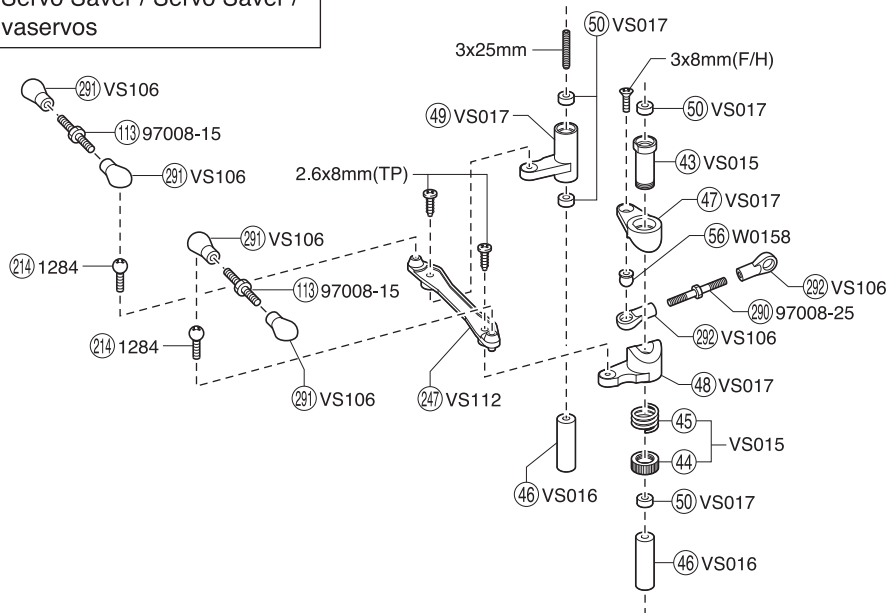 Servo Saver / Servo Saver /
vaservos
50 VS017
3x25mm
3x8mm(F/H)
291 VS106
50 VS017
113 97008-15
49 VS017
43 VS015
291 VS106
2.6x8mm(TP)
47 VS017
291 VS106
56 W0158
214 1284
292 VS106
113 97008-15
290 97008-25
214 1284
292 VS106
48 VS017
291 VS106
247 VS112
45
VS015
44
46 VS016
50 VS017
46 VS016